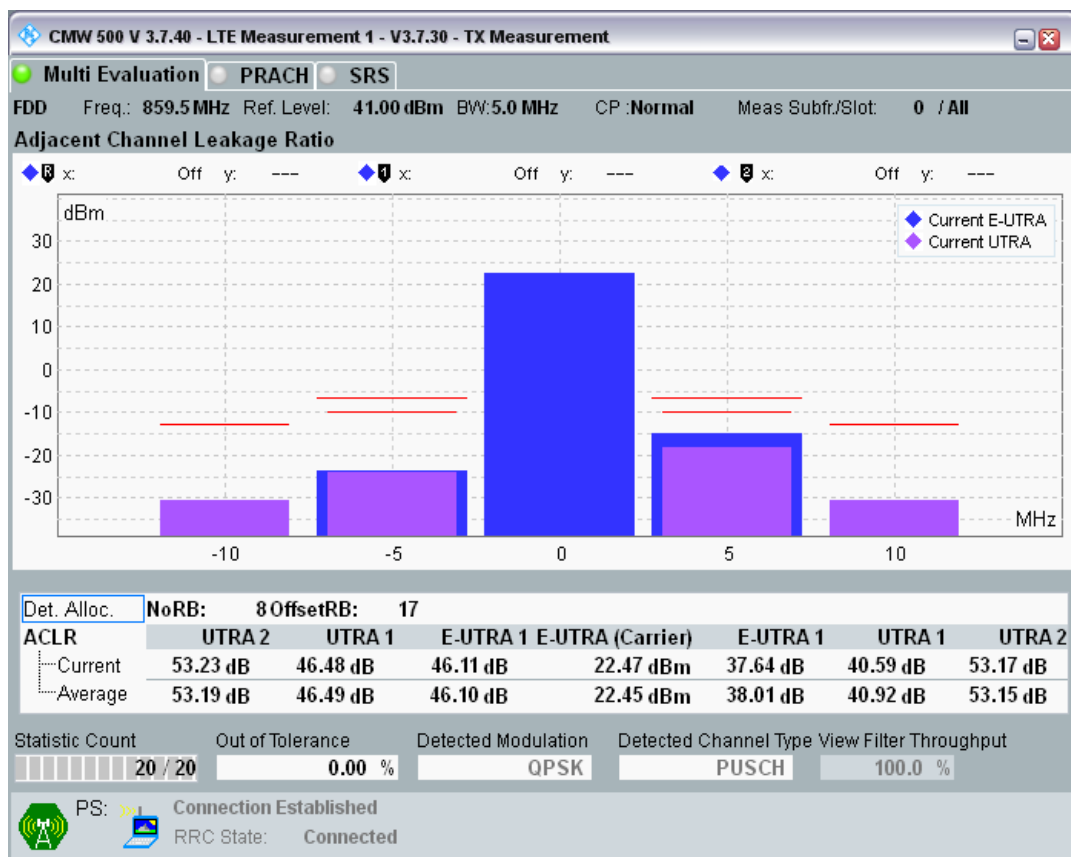 CMW 500 V 3.7.40 - LTE Measurement 1 - V3.7.30 - TX Measurement
Multi Evaluation PRACH SRS
FDD Freq.: 859.5 MHz Ref. Level: 41.00 dBm BW:5.0 MHz CP :Normal Meas Subfr./Slot: 0 / All
Adjacent Channel Leakage Ratio
R x: Off y: --- 1 x: Off y: --- 2 x: Off y: ---
dBm
Current E-UTRA
Current UTRA
30
20
10
0
-10
-20
-30
MHz
-10 -5 0 5 10
Det. Alloc. NoRB: 8 OffsetRB: 17
ACLR UTRA 2 UTRA 1 E-UTRA 1 E-UTRA (Carrier) E-UTRA 1 UTRA 1 UTRA 2
Current 53.23 dB 46.48 dB 46.11 dB 22.47 dBm 37.64 dB 40.59 dB 53.17 dB
Average 53.19 dB 46.49 dB 46.10 dB 22.45 dBm 38.01 dB 40.92 dB 53.15 dB
Statistic Count Out of Tolerance Detected Modulation Detected Channel Type View Filter Throughput
20 / 20 0.00 % QPSK PUSCH 100.0 %
PS: Connection Established
RRC State: Connected